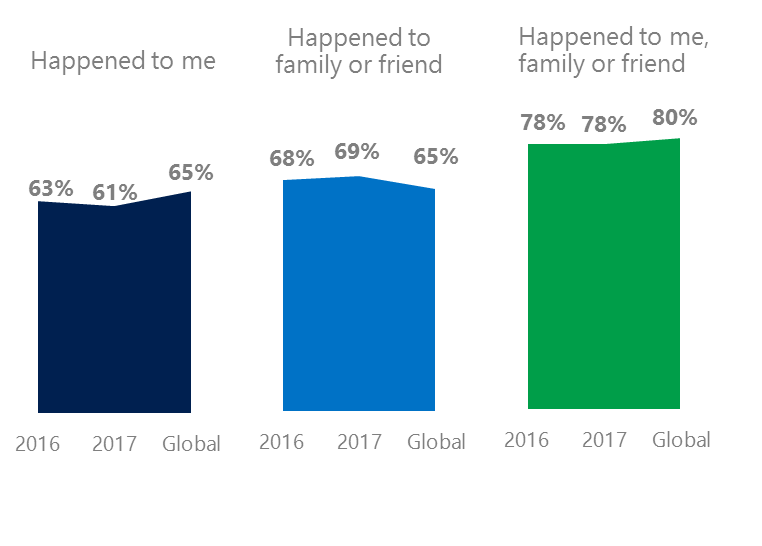 Happened to me
63% 61% 65%
2016 2017 Global
Happened to
family or friend
68% 69% 65%
2016 2017 Global
Happened to me,
family or friend
78% 78% 80%
2016 2017 Global